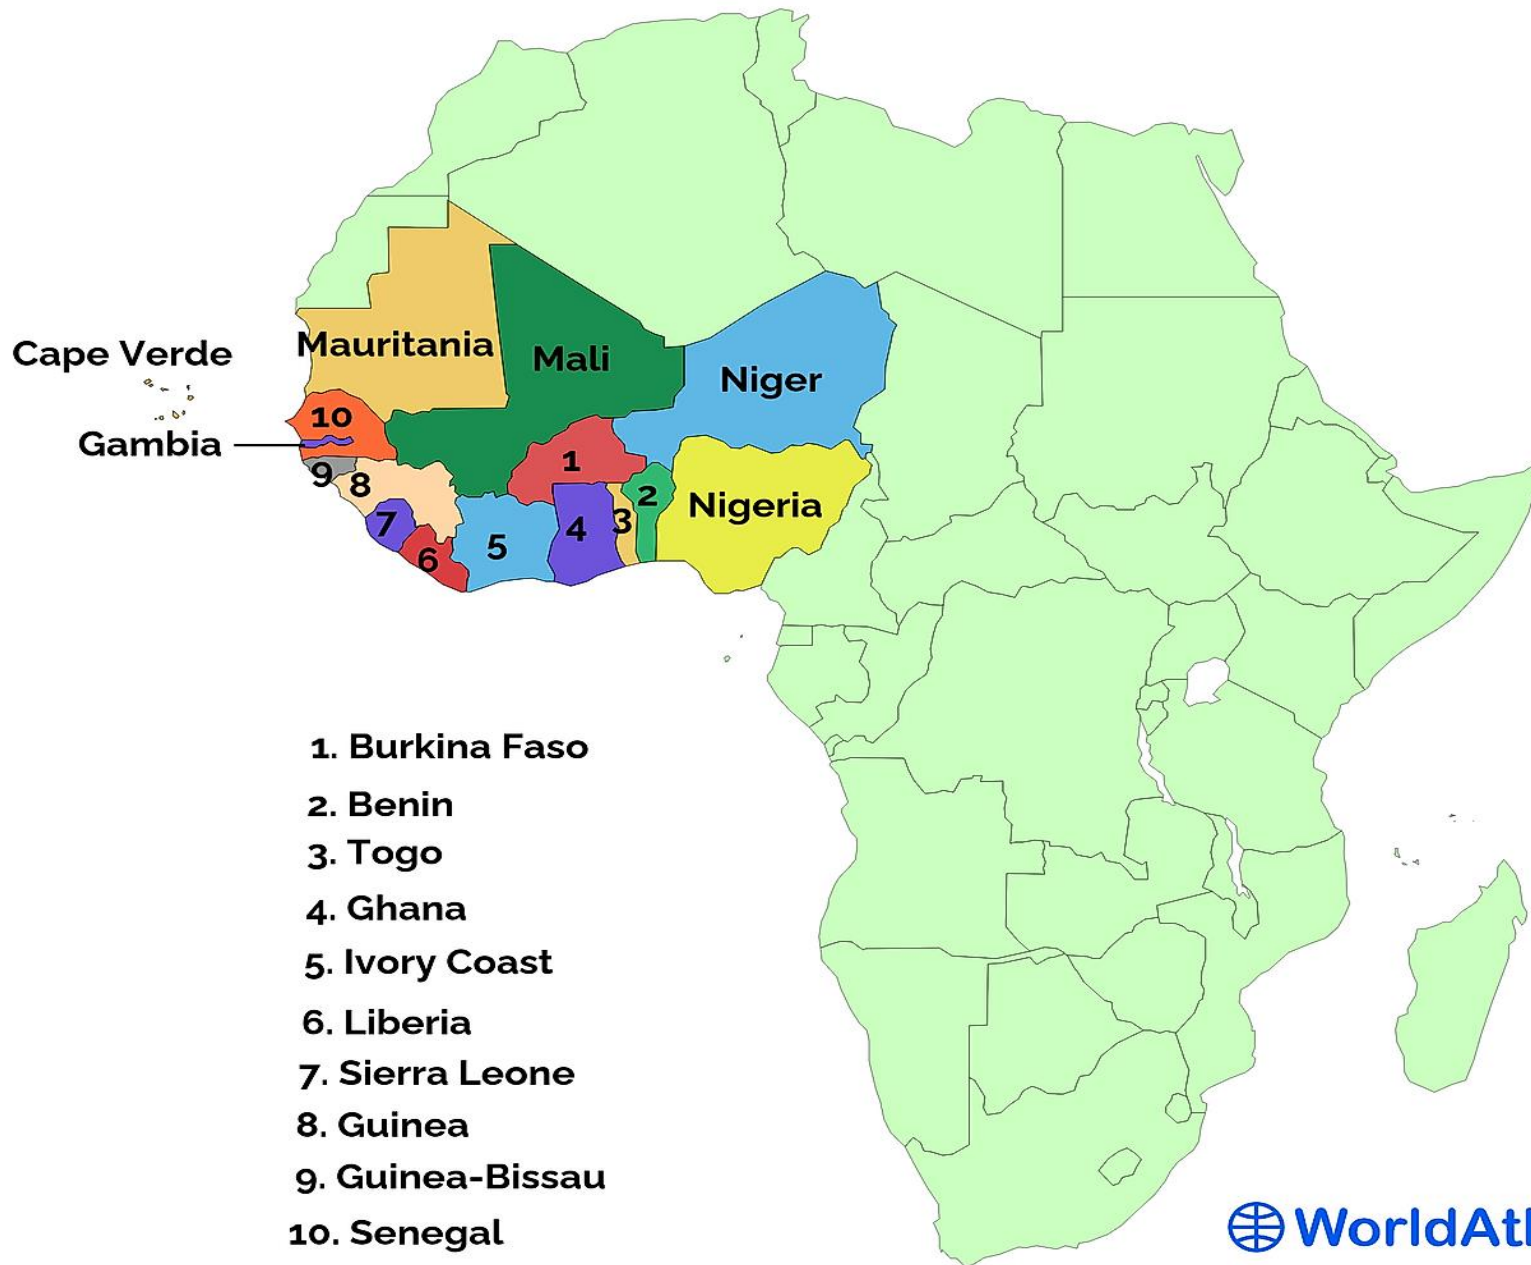 Mauritania
Cape Verde
Mali
Niger
10
Gambia
9
8
1
2
Nigeria
7
3
4
5
6
1. Burkina Faso
2. Benin
3. Togo
4. Ghana
5. Ivory Coast
6. Liberia
7. Sierra Leone
8. Guinea
9. Guinea-Bissau
10. Senegal
WorldAtl